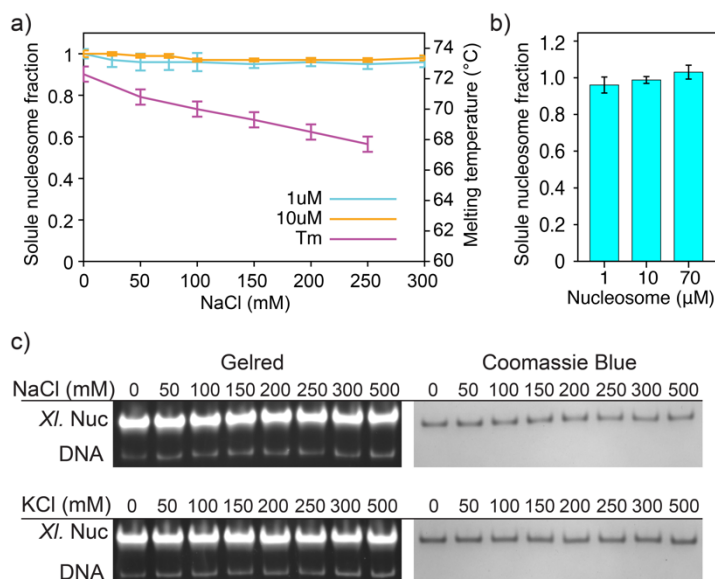 a)
Solule nucleosome fraction
1
0.8
0.6
0.4
0.2
0
0 50 100 150 200 250 300
NaCl (mM)
74
72
70
68
66
64
62
60
Melting temperature (°C)
1uM
10uM
Tm
b)
Solule nucleosome fraction
1.2
1.0
0.8
0.6
0.4
0.2
0
1 10 70
Nucleosome (µM)
c)
Gelred Coomassie Blue
NaCl (mM) 0 50 100 150 200 250 300 500 0 50 100 150 200 250 300 500
Xl. Nuc
DNA
KCl (mM) 0 50 100 150 200 250 300 500 0 50 100 150 200 250 300 500
Xl. Nuc
DNA